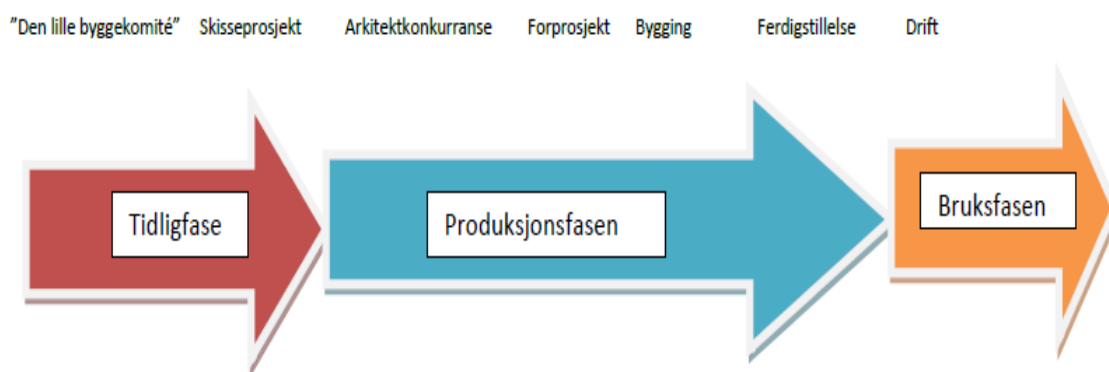 ”Den lille byggekomité” Skisseprosjekt Arkitektkonkurranse Forprosjekt Bygging Ferdigstillelse Drift
Tidligfase Produksjonsfasen Bruksfasen